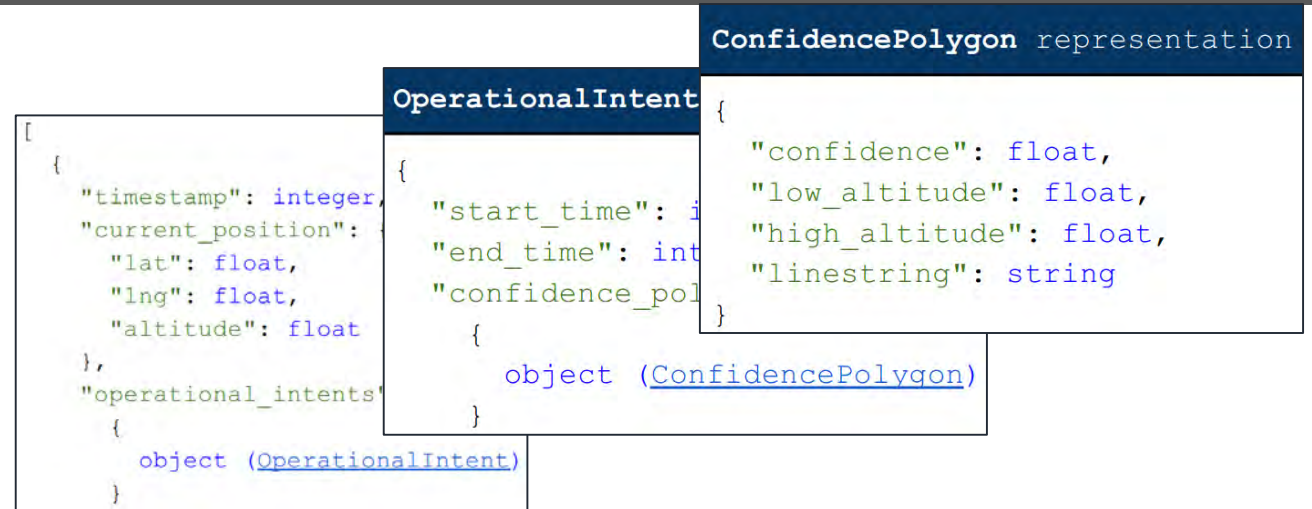 [
{
"timestamp": integer,
"current_position": {
"lat": float,
"lng": float,
"altitude": float
},
"operational_intents"
{
object (OperationalIntent)
}
OperationalIntent
{
"start_time": i
"end_time": int
"confidence_pol
{
object (ConfidencePolygon)
}
ConfidencePolygon representation
{
"confidence": float,
"low_altitude": float,
"high_altitude": float,
"linestring": string
}